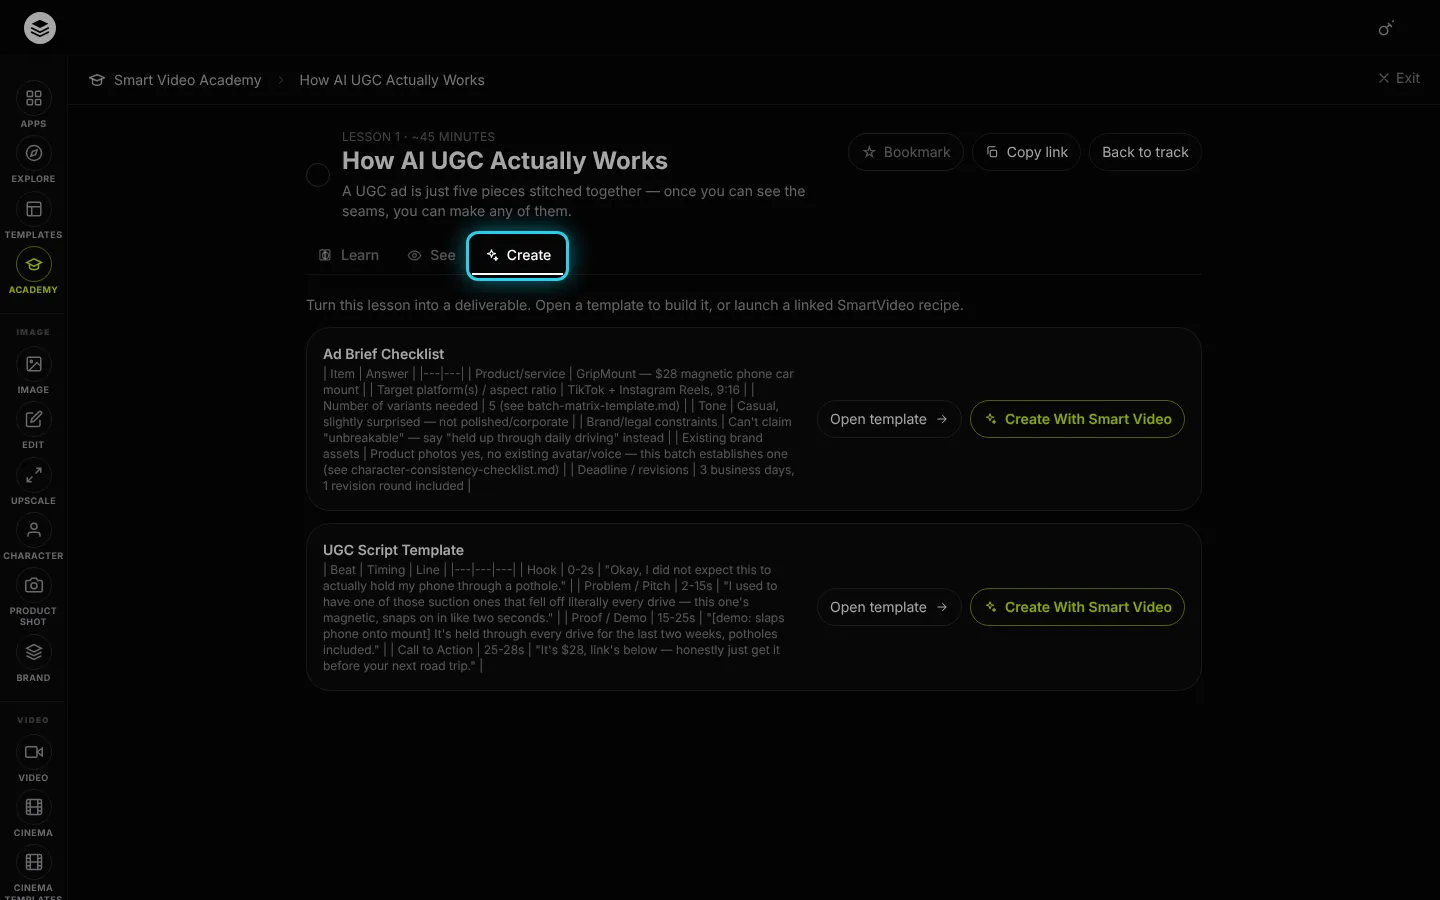 Smart Video Academy > How AI UGC Actually Works
Exit
LESSON 1 · ~45 MINUTES
How AI UGC Actually Works
A UGC ad is just five pieces stitched together — once you can see the
seams, you can make any of them.
Bookmark
Copy link
Back to track
Learn
See
Create
Turn this lesson into a deliverable. Open a template to build it, or launch a linked SmartVideo recipe.
Ad Brief Checklist
| Item | Answer | |---|---| | Product/service | GripMount — $28 magnetic phone car
mount | | Target platform(s) / aspect ratio | TikTok + Instagram Reels, 9:16 | |
Number of variants needed | 5 (see batch-matrix-template.md) | | Tone | Casual,
slightly surprised — not polished/corporate | | Brand/legal constraints | Can't claim
"unbreakable" — say "held up through daily driving" instead | | Existing brand
assets | Product photos yes, no existing avatar/voice — this batch establishes one
(see character-consistency-checklist.md) | | Deadline / revisions | 3 business days,
1 revision round included |
Open template →
Create With Smart Video
UGC Script Template
| Beat | Timing | Line | |---|---|---| | Hook | 0-2s | "Okay, I did not expect this to
actually hold my phone through a pothole." | | Problem / Pitch | 2-15s | "I used to
have one of those suction ones that fell off literally every drive — this one's
magnetic, snaps on in like two seconds." | | Proof / Demo | 15-25s | "[demo: slaps
phone onto mount] It's held through every drive for the last two weeks, potholes
included." | | Call to Action | 25-28s | "It's $28, link's below — honestly just get it
before your next road trip." |
Open template →
Create With Smart Video
APPS
EXPLORE
TEMPLATES
ACADEMY
IMAGE
IMAGE
EDIT
UPSCALE
CHARACTER
PRODUCT
SHOT
BRAND
VIDEO
VIDEO
CINEMA
CINEMA
TEMPLATES